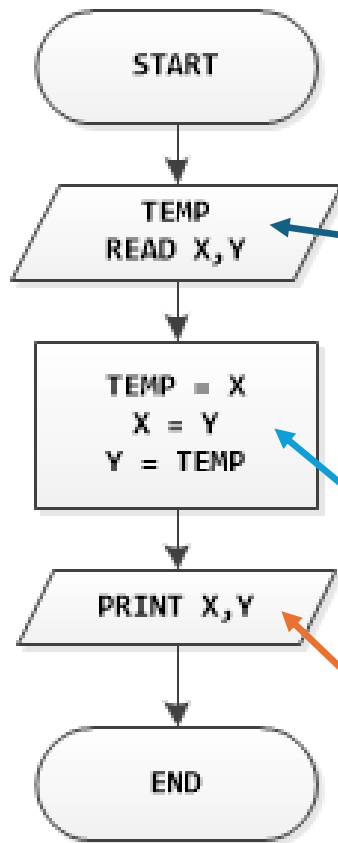 START
TEMP
READ X,Y
TEMP = X
X = Y
Y = TEMP
PRINT X,Y
END